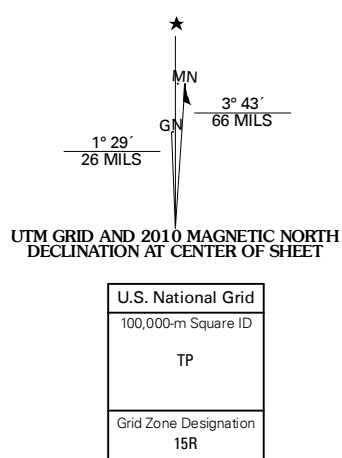 ★
MN
3° 43´
66 MILS
GN
1° 29´
26 MILS
UTM GRID AND 2010 MAGNETIC NORTH
DECLINATION AT CENTER OF SHEET
U.S. National Grid
100,000-m Square ID
TP
Grid Zone Designation
15R